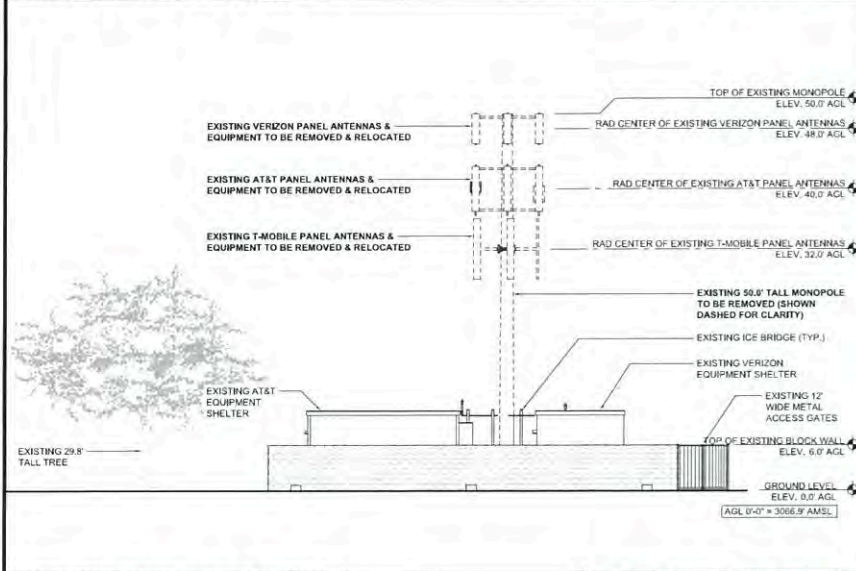 TOP OF EXISTING MONOPOLE
ELEV. 50.0' AGL
EXISTING VERIZON PANEL ANTENNAS &
EQUIPMENT TO BE REMOVED & RELOCATED
RAD CENTER OF EXISTING VERIZON PANEL ANTENNAS
ELEV. 48.0' AGL
EXISTING AT&T PANEL ANTENNAS &
EQUIPMENT TO BE REMOVED & RELOCATED
RAD CENTER OF EXISTING AT&T PANEL ANTENNAS
ELEV. 40.0' AGL
EXISTING T-MOBILE PANEL ANTENNAS &
EQUIPMENT TO BE REMOVED & RELOCATED
RAD CENTER OF EXISTING T-MOBILE PANEL ANTENNAS
ELEV. 32.0' AGL
EXISTING 50.0' TALL MONOPOLE
TO BE REMOVED (SHOWN
DASHED FOR CLARITY)
EXISTING ICE BRIDGE (TYP.)
EXISTING VERIZON
EQUIPMENT SHELTER
EXISTING AT&T
EQUIPMENT
SHELTER
EXISTING 12'
WIDE METAL
ACCESS GATES
TOP OF EXISTING BLOCK WALL
ELEV. 6.0' AGL
EXISTING 29.8'
TALL TREE
GROUND LEVEL
ELEV. 0.0' AGL
AGL 0'-0" = 3066.9' AMSL